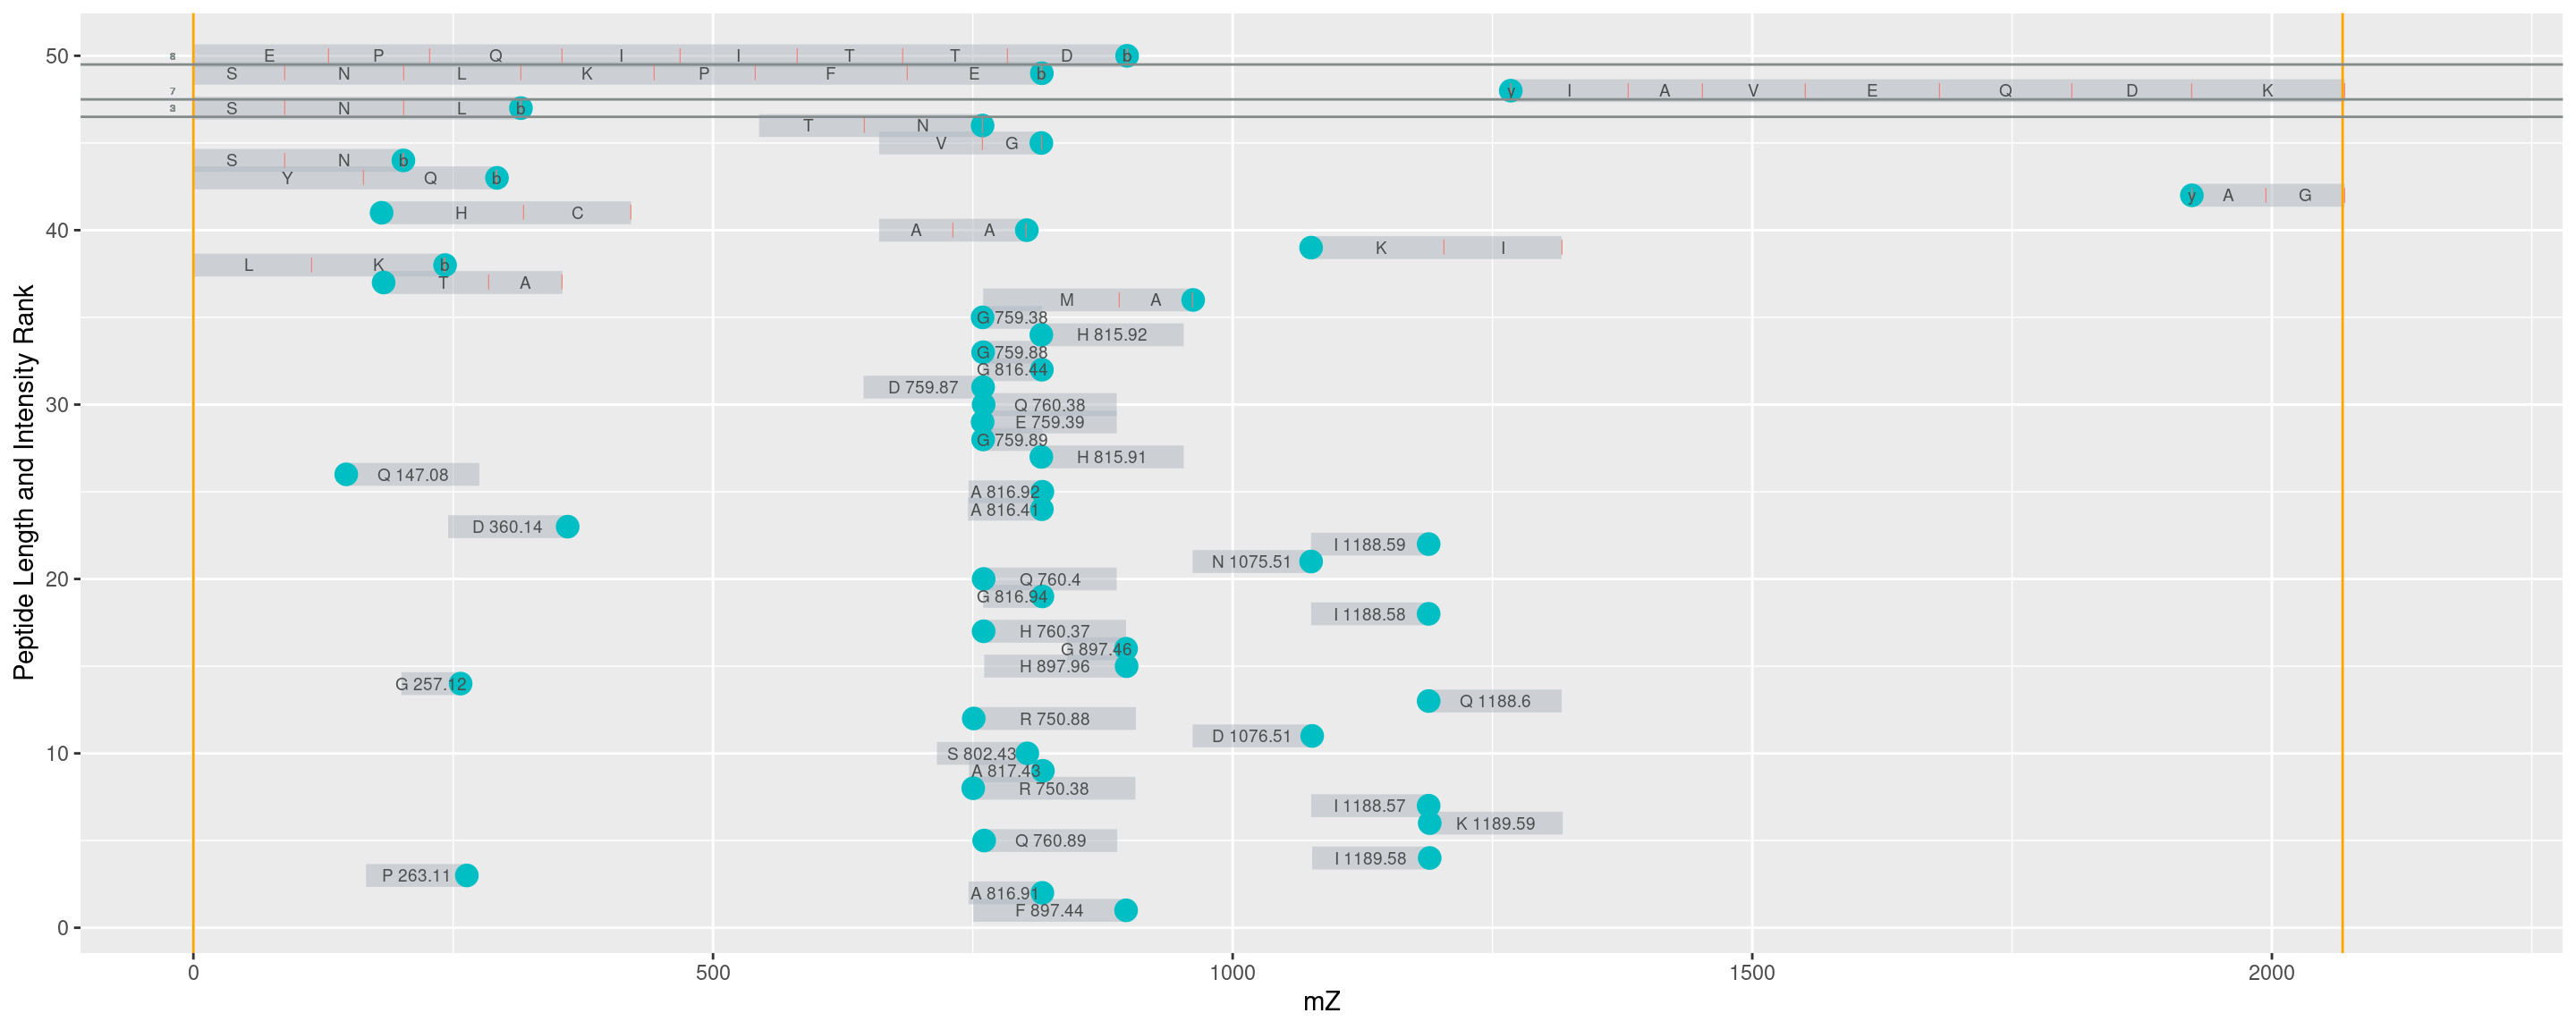 50
8
E P Q I I T T D b
S N L K P F E b
7
y I A V E Q D K
3
S N L b
T N
V G
S N b
Y Q b
y A G
H C
40
A A
K I
L K b
T A
M A
G 759.38
H 815.92
G 759.88
G 816.44
D 759.87
30
Q 760.38
E 759.39
G 759.89
H 815.91
Q 147.08
A 816.92
A 816.41
D 360.14
I 1188.59
N 1075.51
20
Q 760.4
G 816.94
I 1188.58
H 760.37
G 897.46
H 897.96
G 257.12
Q 1188.6
R 750.88
D 1076.51
10
S 802.43
A 817.43
R 750.38
I 1188.57
K 1189.59
Q 760.89
I 1189.58
P 263.11
A 816.91
F 897.44
0
0 500 1000 1500 2000
mZ
Peptide Length and Intensity Rank